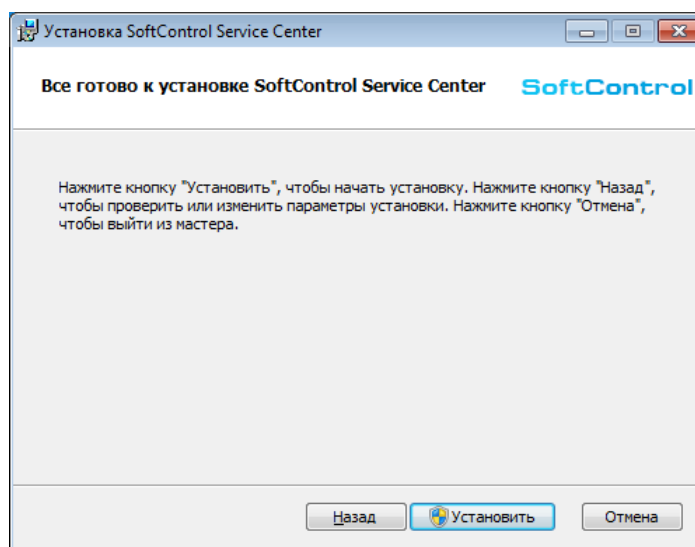 Установка SoftControl Service Center
Все готово к установке SoftControl Service Center
SoftControl
Нажмите кнопку "Установить", чтобы начать установку. Нажмите кнопку "Назад",
чтобы проверить или изменить параметры установки. Нажмите кнопку "Отмена",
чтобы выйти из мастера.
Назад
Установить
Отмена